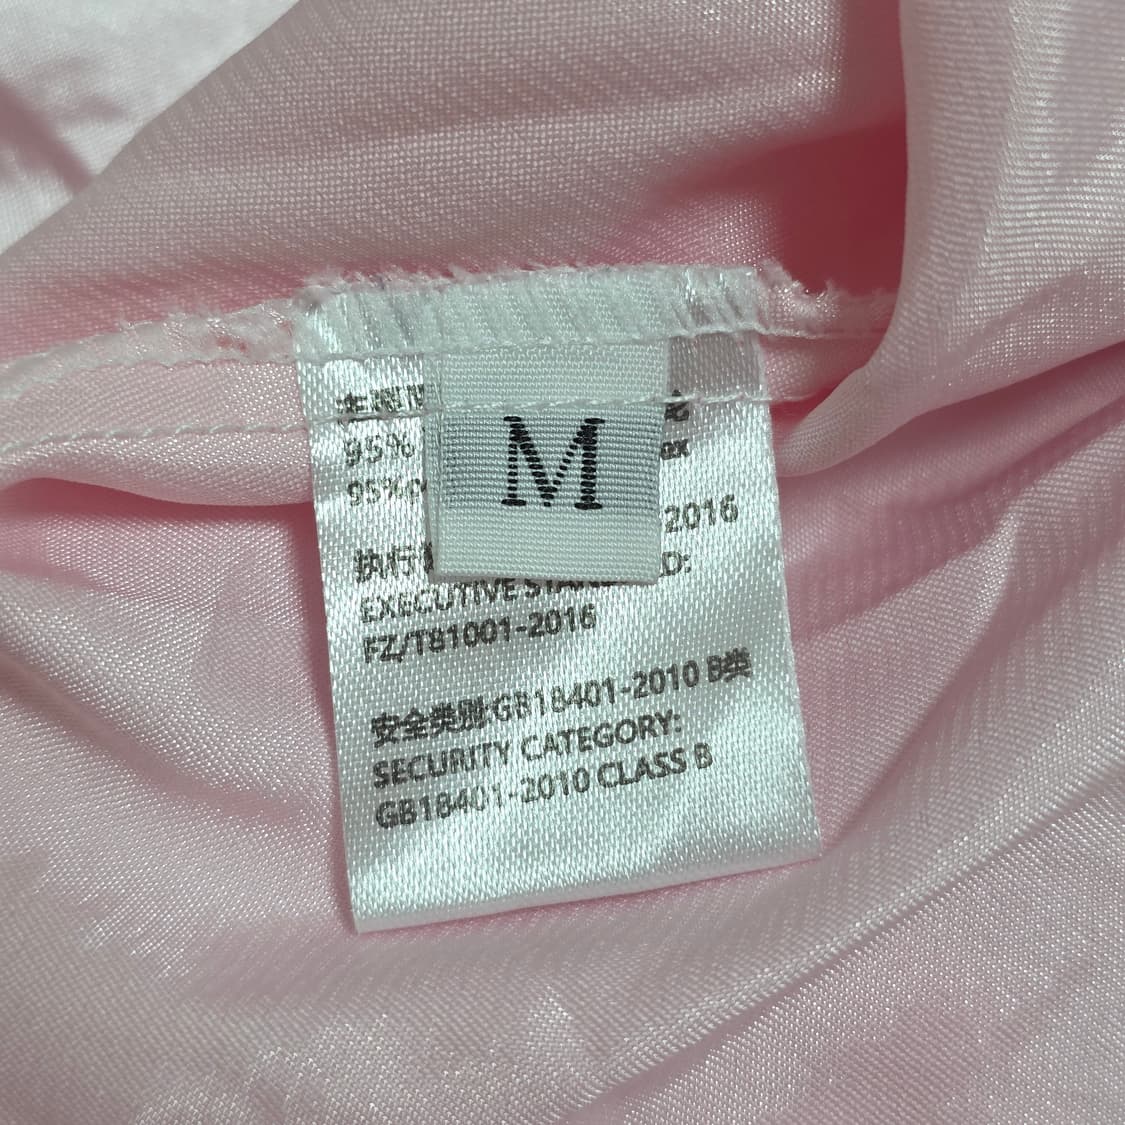 M
95%
95%
2016
执行
EXECUTIVE
FZ/T81001-2016
安全类别:GB18401-2010 B类
SECURITY CATEGORY:
GB18401-2010 CLASS B